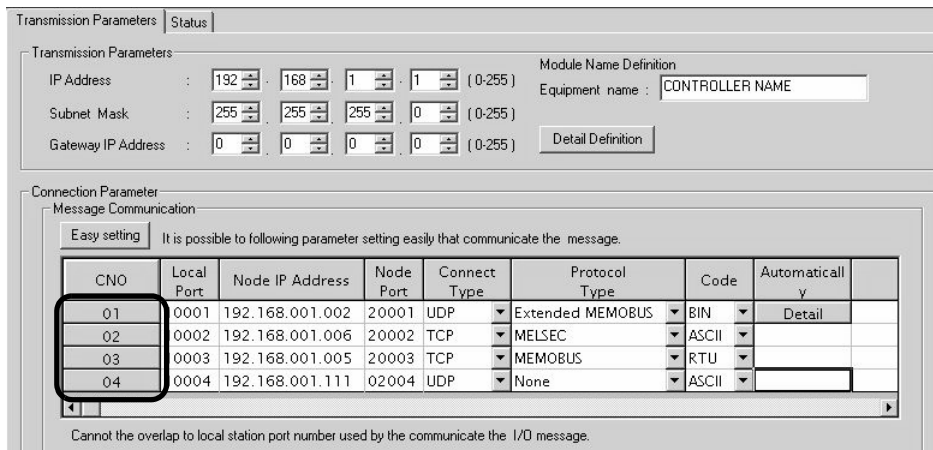 Transmission Parameters Status
Transmission Parameters
Module Name Definition
IP Address : 192 . 168 . 1 . 1 ( 0-255 )
Equipment name : CONTROLLER NAME
Subnet Mask : 255 . 255 . 255 . 0 ( 0-255 )
Gateway IP Address : 0 . 0 . 0 . 0 ( 0-255 )
Detail Definition
Connection Parameter
Message Communication
Easy setting It is possible to following parameter setting easily that communicate the message.
CNO Local Port Node IP Address Node Port Connect Type Protocol Type Code Automaticall y
01 0001 192.168.001.002 20001 UDP Extended MEMOBUS BIN Detail
02 0002 192.168.001.006 20002 TCP MELSEC ASCII
03 0003 192.168.001.005 20003 TCP MEMOBUS RTU
04 0004 192.168.001.111 02004 UDP None ASCII
Cannot the overlap to local station port number used by the communicate the I/O message.